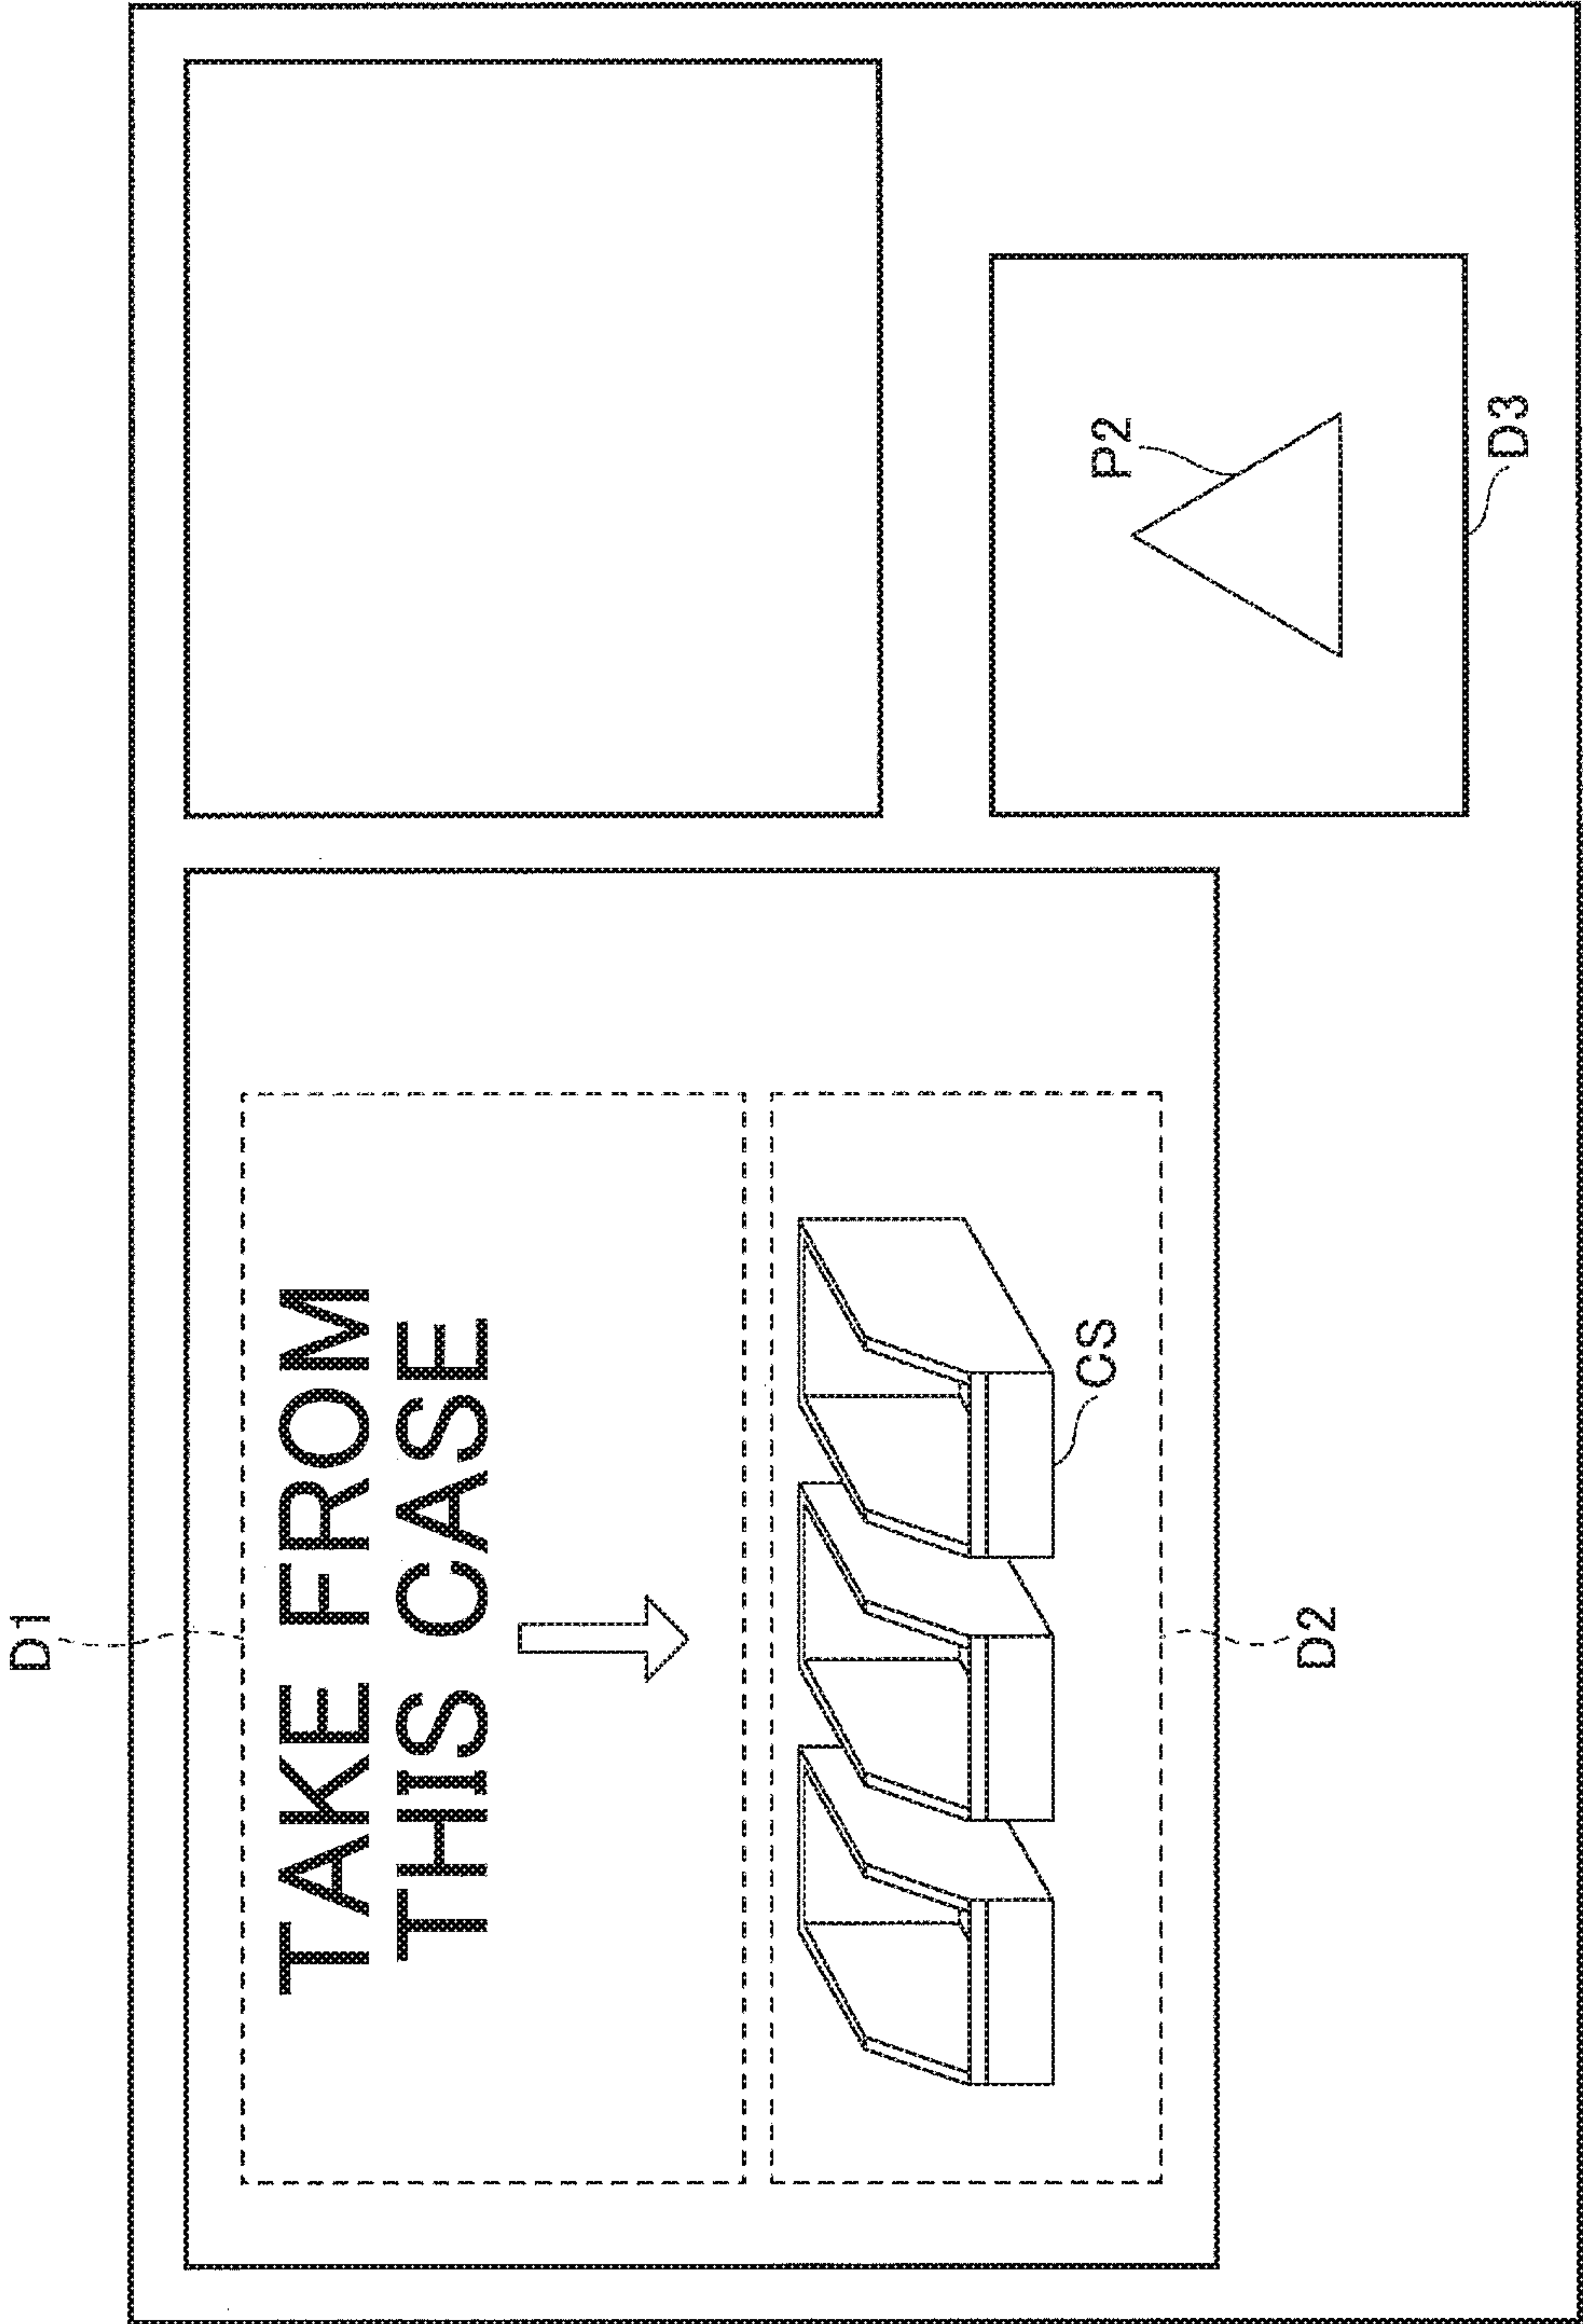 D1
TAKE FROM
THIS CASE
CS
D2
P2
D3